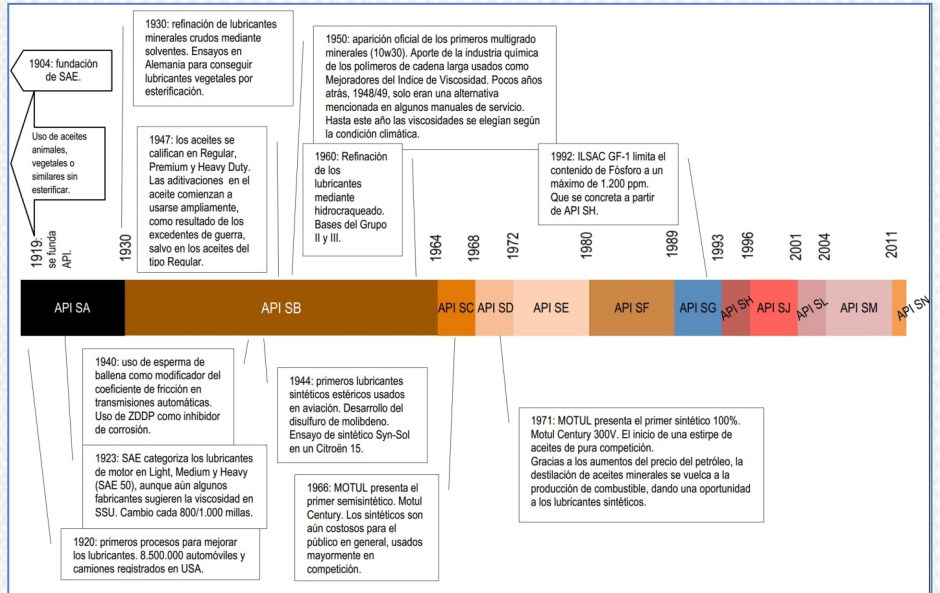 1904: fundación
de SAE.
Uso de aceites
animales,
vegetales o
similares sin
esterificar.
1930: refinación de lubricantes
minerales crudos mediante
solventes. Ensayos en
Alemania para conseguir
lubricantes vegetales por
esterificación.
1950: aparición oficial de los primeros multigrado
minerales (10w30). Aporte de la industria química
de los polímeros de cadena larga usados como
Mejoradores del Indice de Viscosidad. Pocos años
atrás, 1948/49, solo eran una alternativa
mencionada en algunos manuales de servicio.
Hasta este año las viscosidades se elegían según
la condición climática.
1947: los aceites se
califican en Regular,
Premium y Heavy Duty.
Las aditivaciones en el
aceite comienzan a
usarse ampliamente,
como resultado de los
excedentes de guerra,
salvo en los aceites del
tipo Regular.
1960: Refinación
de los
lubricantes
mediante
hidrocraqueado.
Bases del Grupo
II y III.
1992: ILSAC GF-1 limita el
contenido de Fósforo a un
máximo de 1.200 ppm.
Que se concreta a partir
de API SH.
1919:
se funda
API.
1930
1964
1968
1972
1980
1989
1993
1996
2001
2004
2011
API SA
API SB
API SC
API SD
API SE
API SF
API SG
API SH
API SJ
API SL
API SM
API SN
1940: uso de esperma de
ballena como modificador del
coeficiente de fricción en
transmisiones automáticas.
Uso de ZDDP como inhibidor
de corrosión.
1944: primeros lubricantes
sintéticos estéricos usados
en aviación. Desarrollo del
disulfuro de molibdeno.
Ensayo de sintético Syn-Sol
en un Citroën 15.
1923: SAE categoriza los lubricantes
de motor en Light, Medium y Heavy
(SAE 50), aunque aún algunos
fabricantes sugieren la viscosidad en
SSU. Cambio cada 800/1.000 millas.
1920: primeros procesos para mejorar
los lubricantes. 8.500.000 automóviles y
camiones registrados en USA.
1966: MOTUL presenta el
primer semisintético. Motul
Century. Los sintéticos son
aún costosos para el
público en general, usados
mayormente en
competición.
1971: MOTUL presenta el primer sintético 100%.
Motul Century 300V. El inicio de una estirpe de
aceites de pura competición.
Gracias a los aumentos del precio del petróleo, la
destilación de aceites minerales se vuelca a la
producción de combustible, dando una oportunidad
a los lubricantes sintéticos.